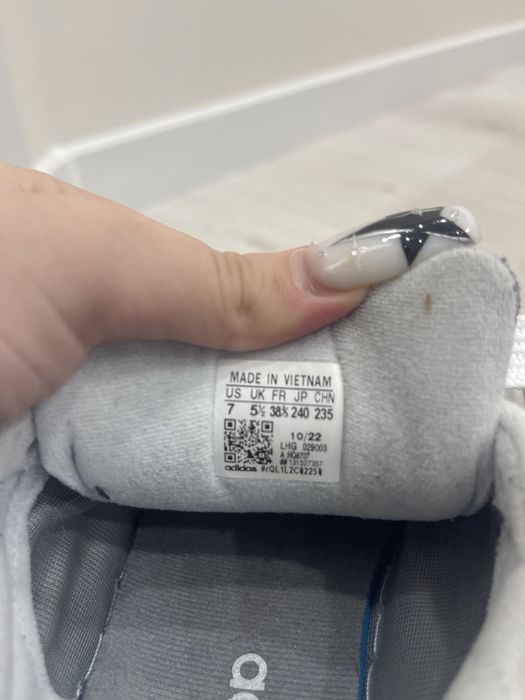 MADE IN VIETNAM
US UK FR JP CHN
7 5½ 38⅔ 240 235
10/22
LHG 029003
adidas
ad